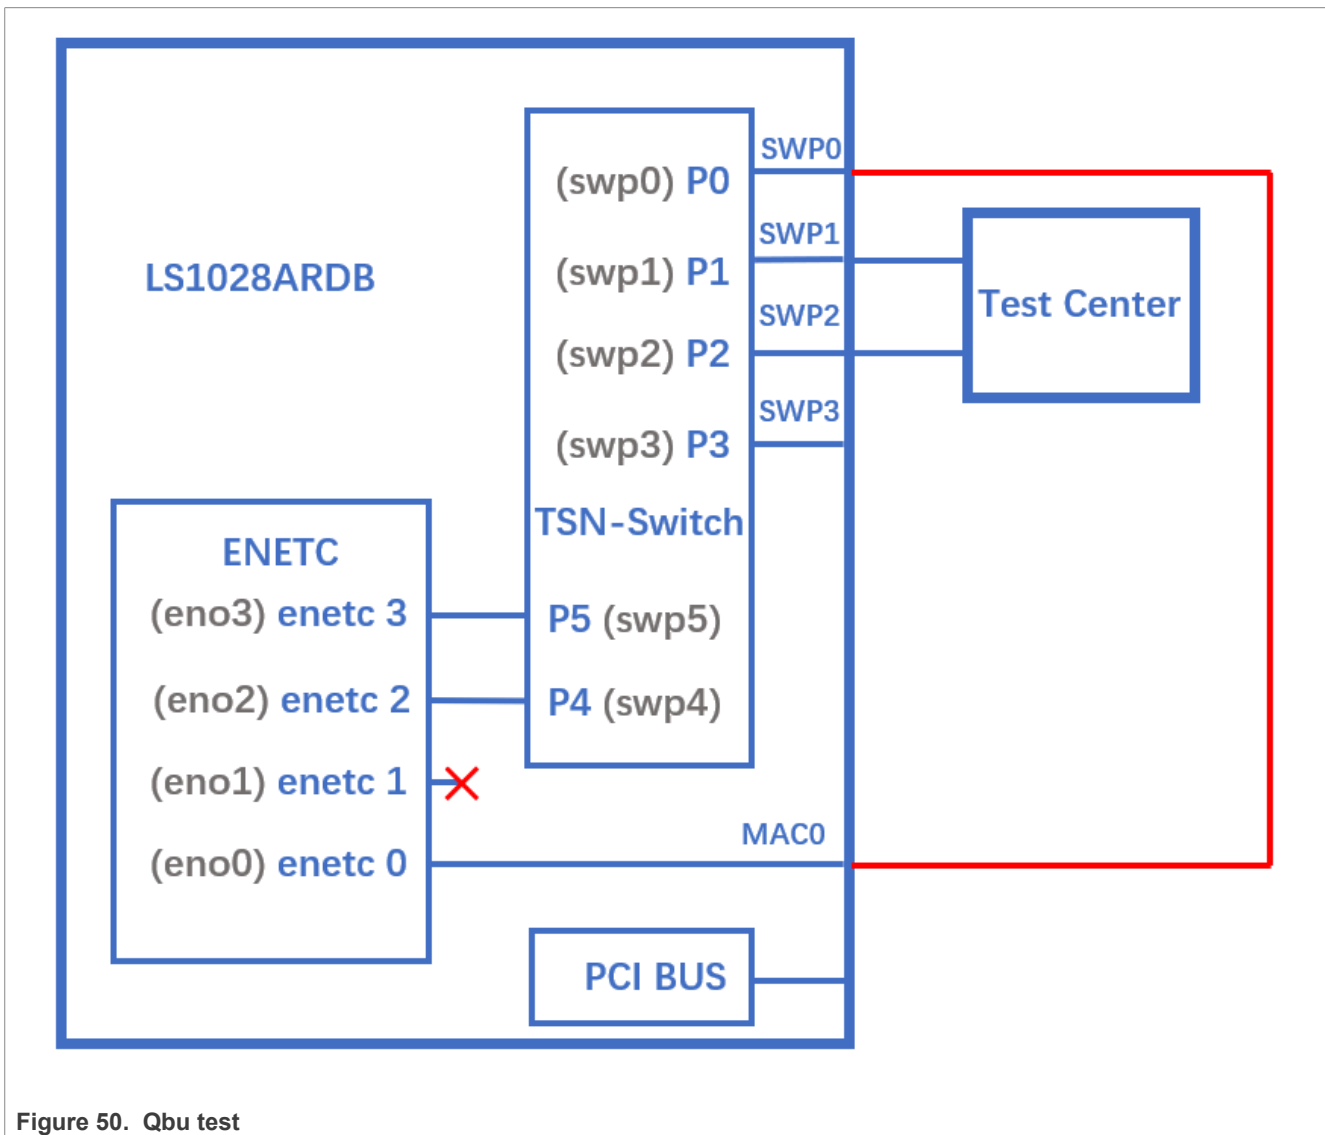 SWP0
(swp0) P0
SWP1
(swp1) P1
LS1028ARDB
Test Center
SWP2
(swp2) P2
SWP3
(swp3) P3
TSN-Switch
ENETC
(eno3) enetc 3
P5 (swp5)
(eno2) enetc 2
P4 (swp4)
(eno1) enetc 1
MAC0
(eno0) enetc 0
PCI BUS
Figure 50. Qbu test